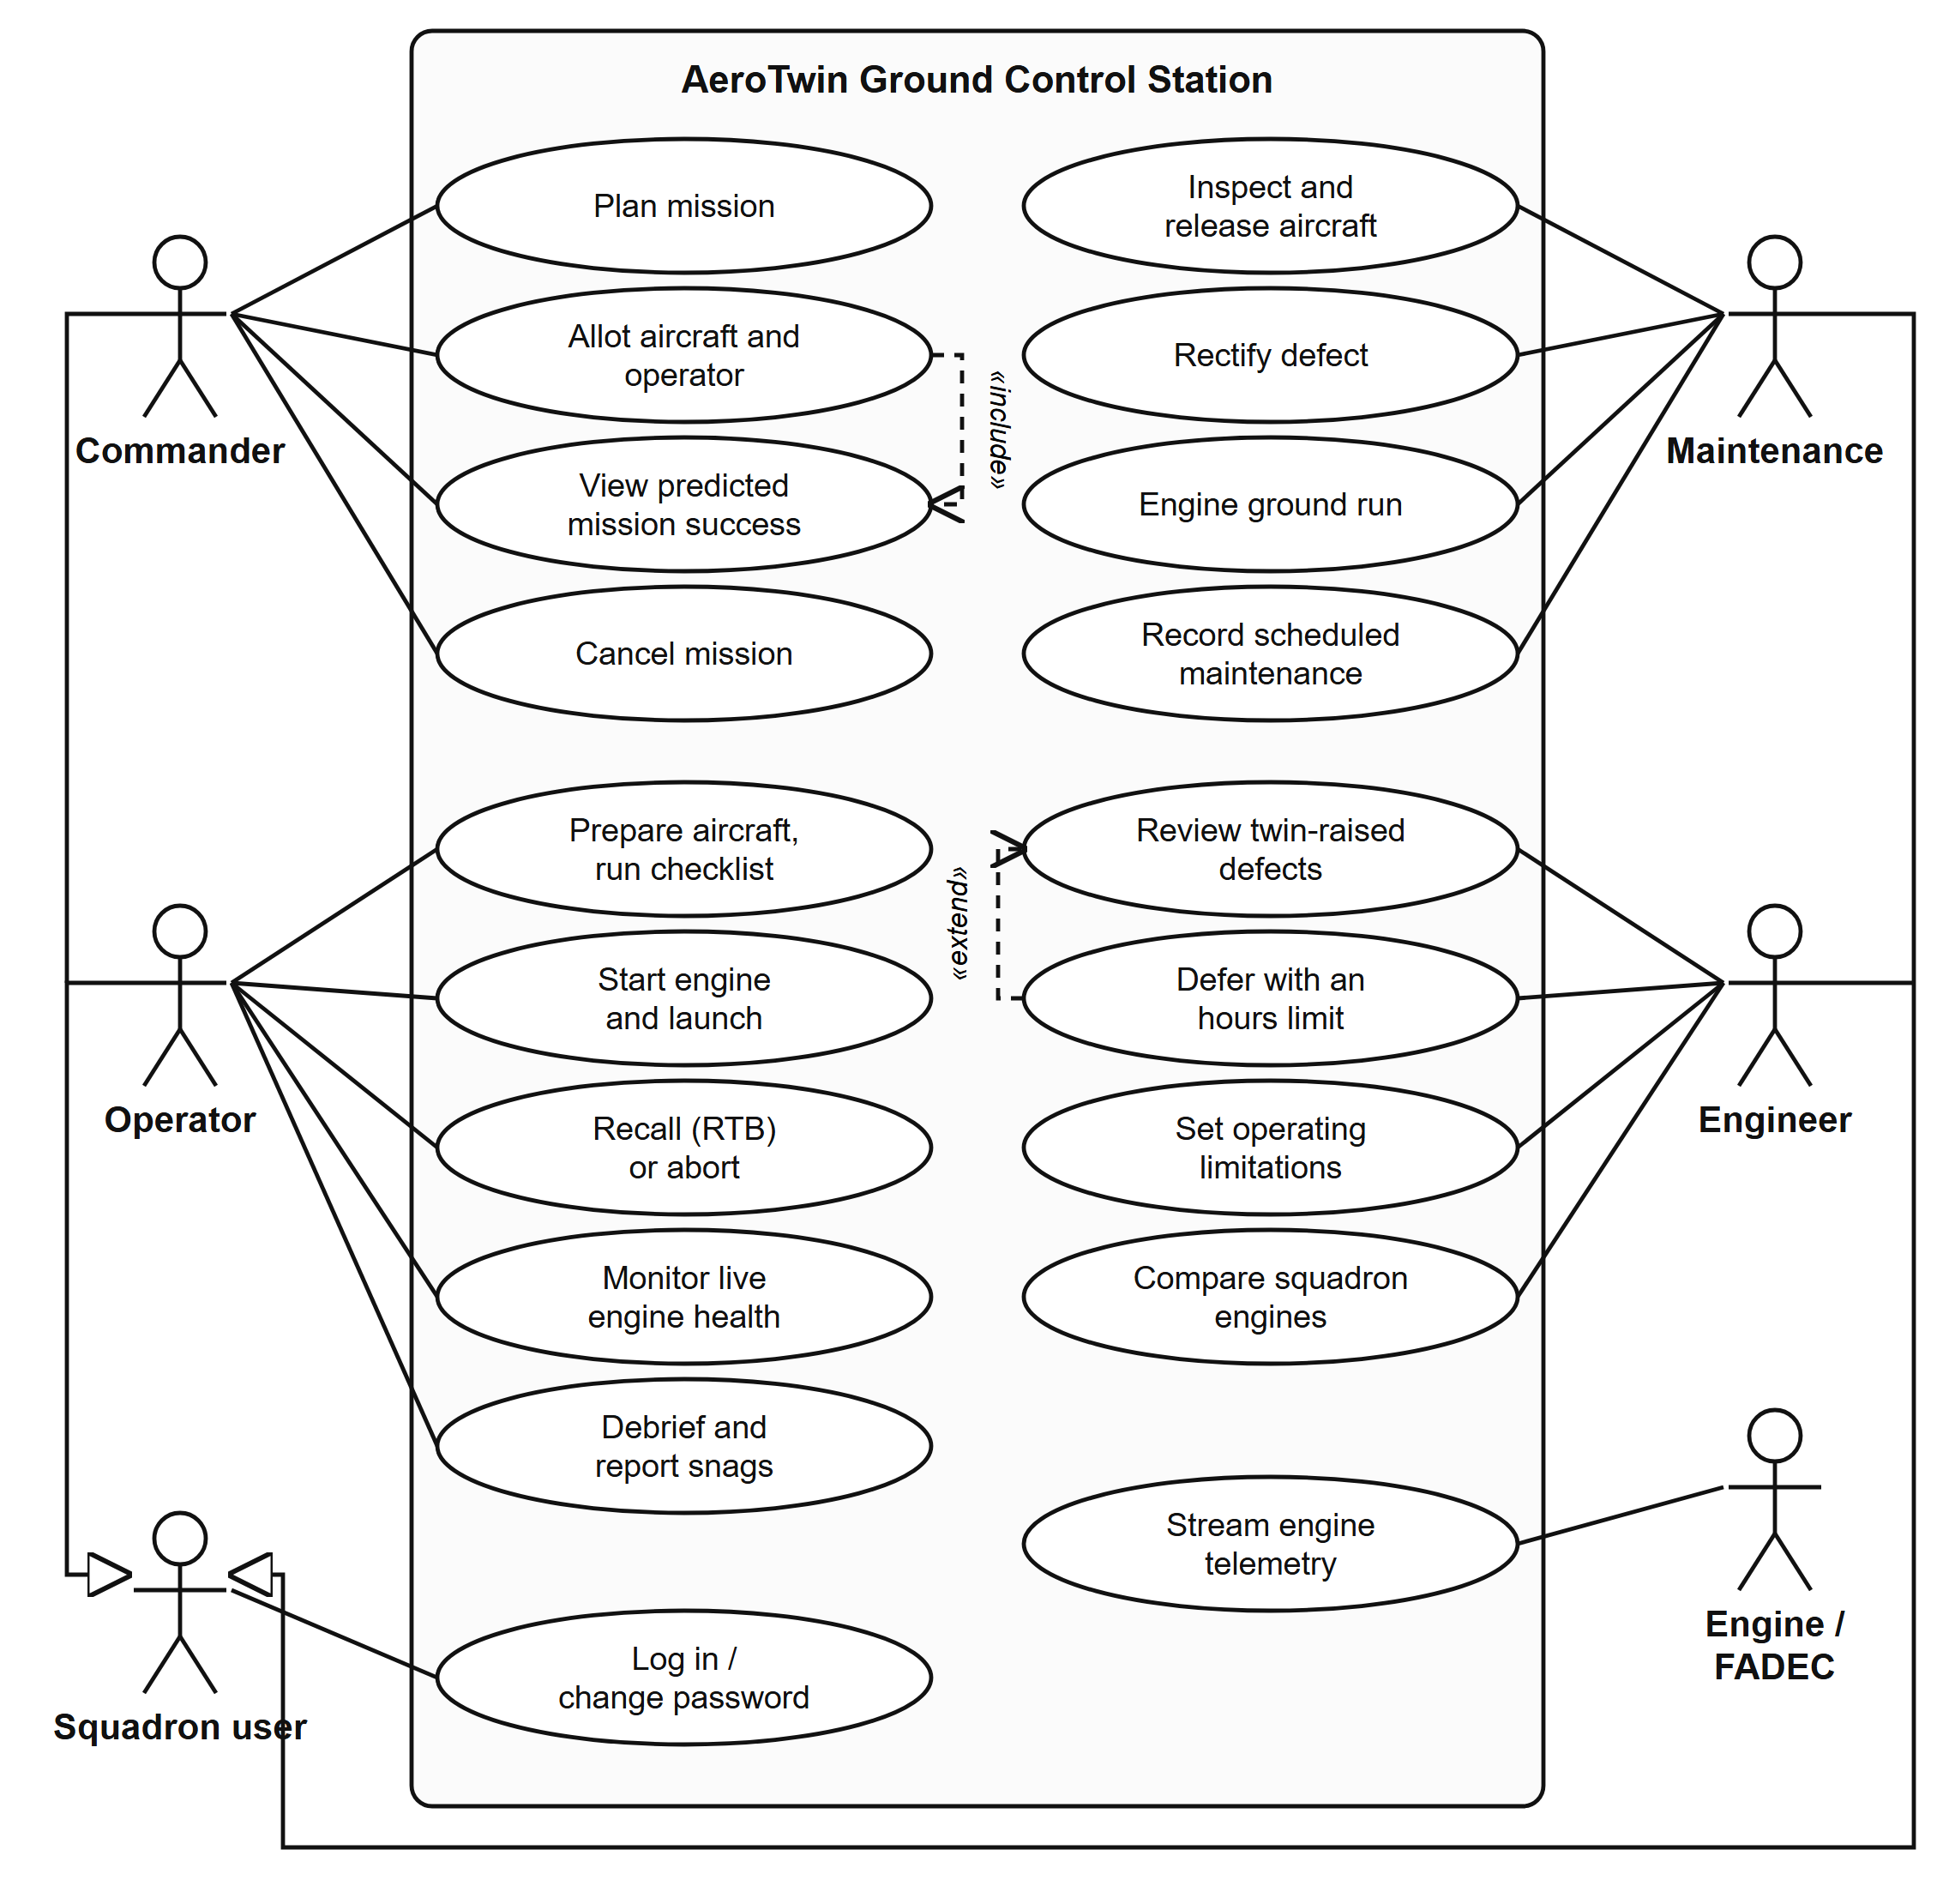 AeroTwin Ground Control Station
Plan mission
Allot aircraft and
operator
View predicted
mission success
Cancel mission
«include»
Inspect and
release aircraft
Rectify defect
Engine ground run
Record scheduled
maintenance
Commander
Maintenance
Prepare aircraft,
run checklist
Start engine
and launch
Recall (RTB)
or abort
Monitor live
engine health
Debrief and
report snags
«extend»
Review twin-raised
defects
Defer with an
hours limit
Set operating
limitations
Compare squadron
engines
Operator
Engineer
Stream engine
telemetry
Engine /
FADEC
Log in /
change password
Squadron user